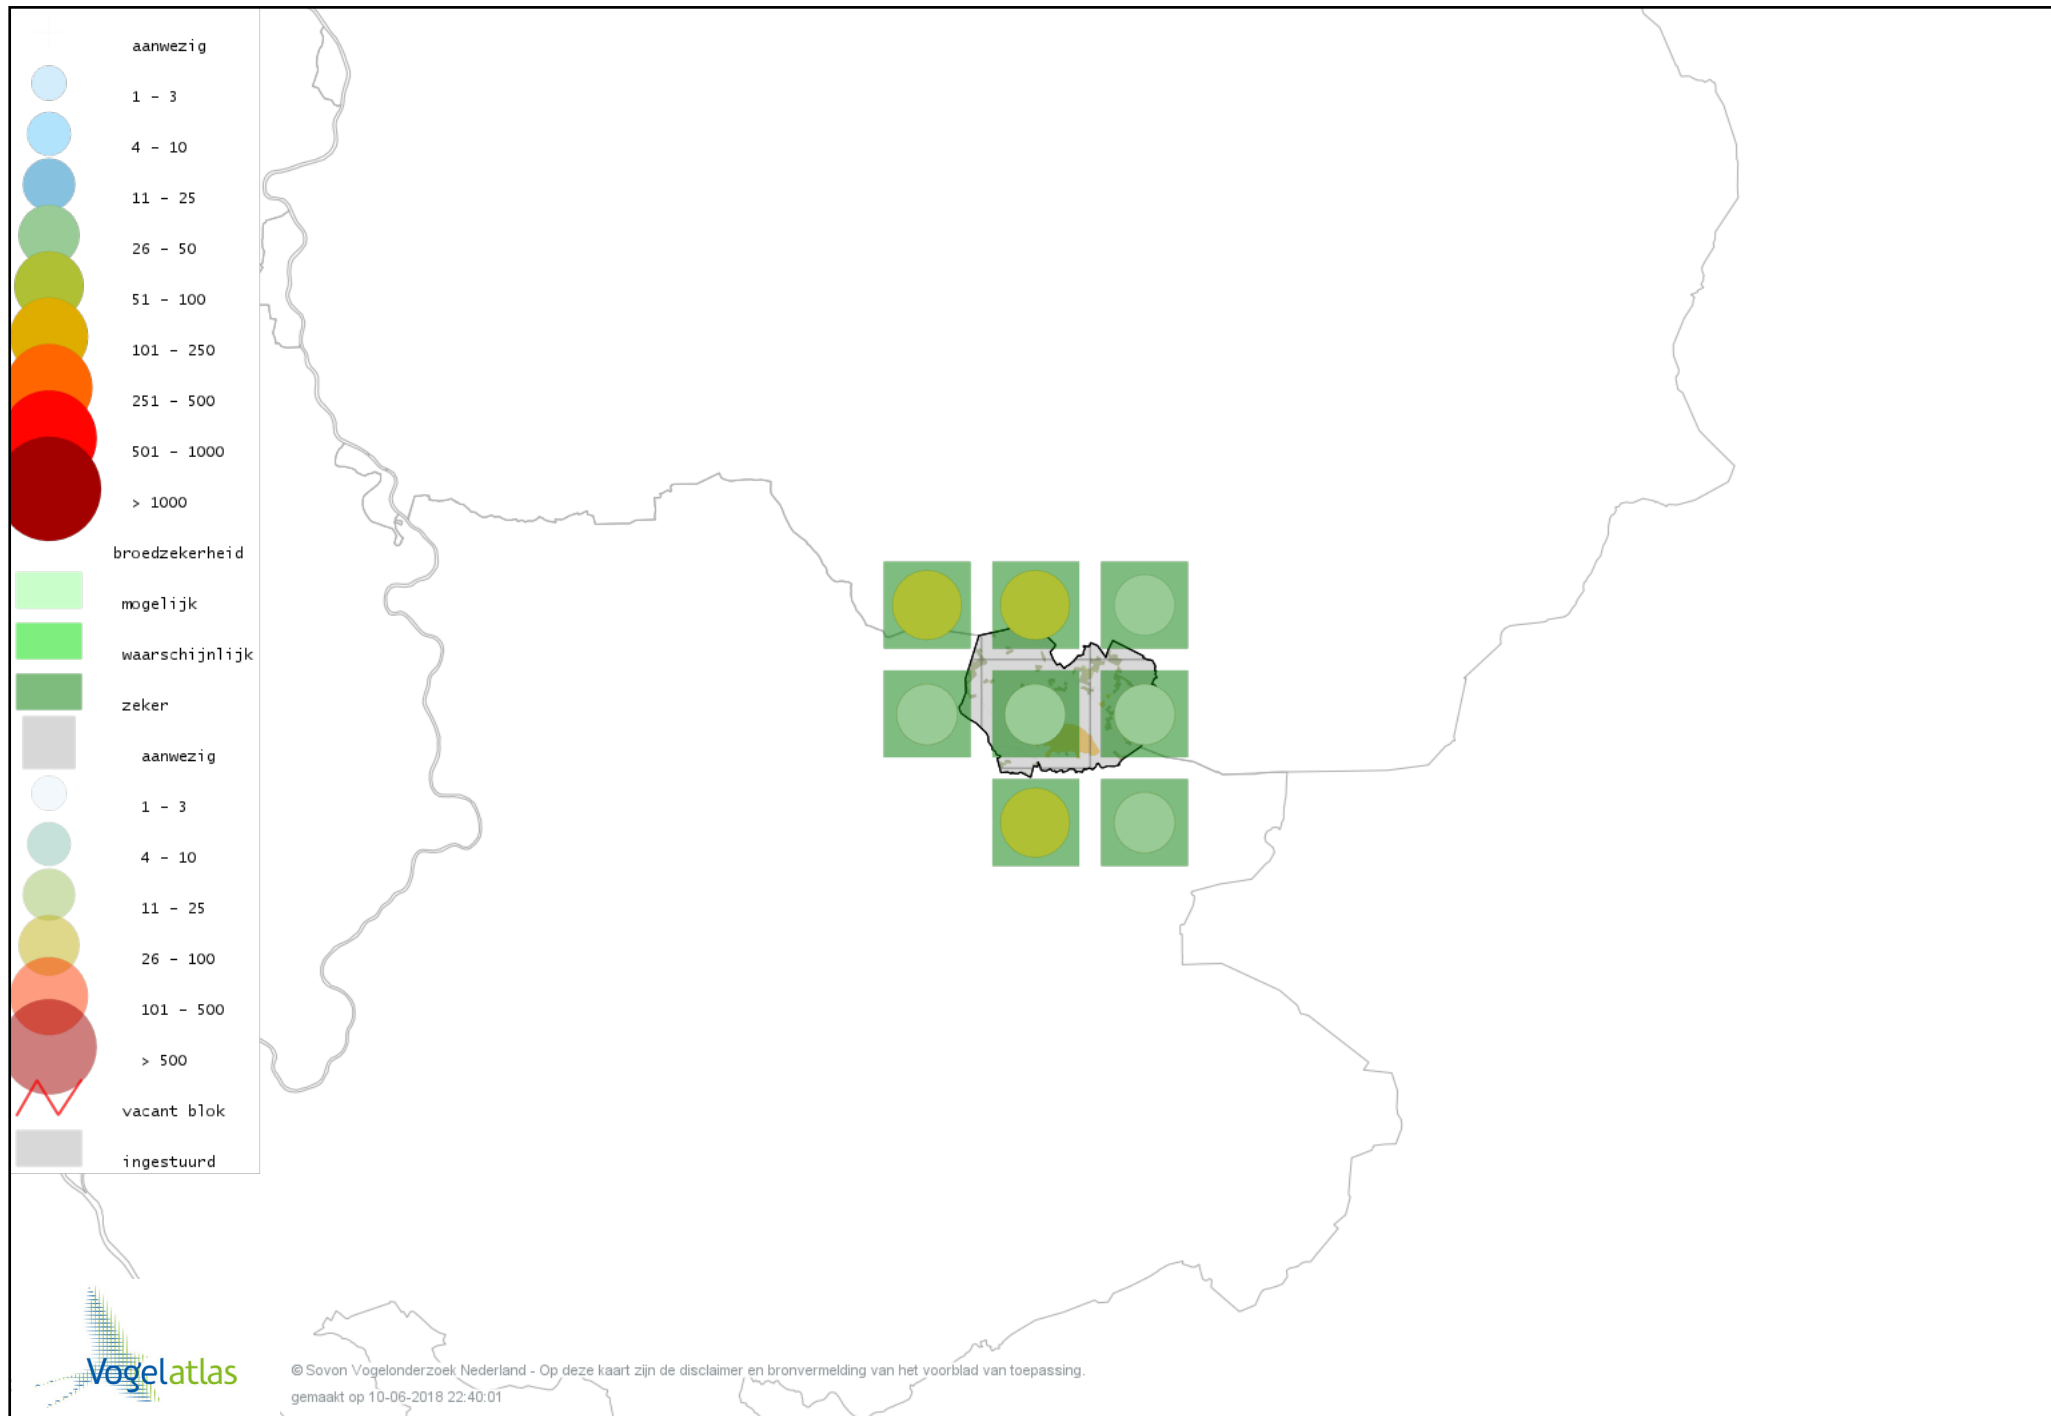 aanwezig
1 - 3
4 - 10
11 - 25
26 - 50
51 - 100
101 - 250
251 - 500
501 - 1000
> 1000
broedzekerheid
mogelijk
waarschijnlijk
zeker
aanwezig
1 - 3
4 - 10
11 - 25
26 - 100
101 - 500
> 500
vacant blok
ingestuurd
Vogelatlas
© Sovon Vogelonderzoek Nederland - Op deze kaart zijn de disclaimer en bronvermelding van het voorblad van toepassing.
gemaakt op 10-06-2018 22:40:01